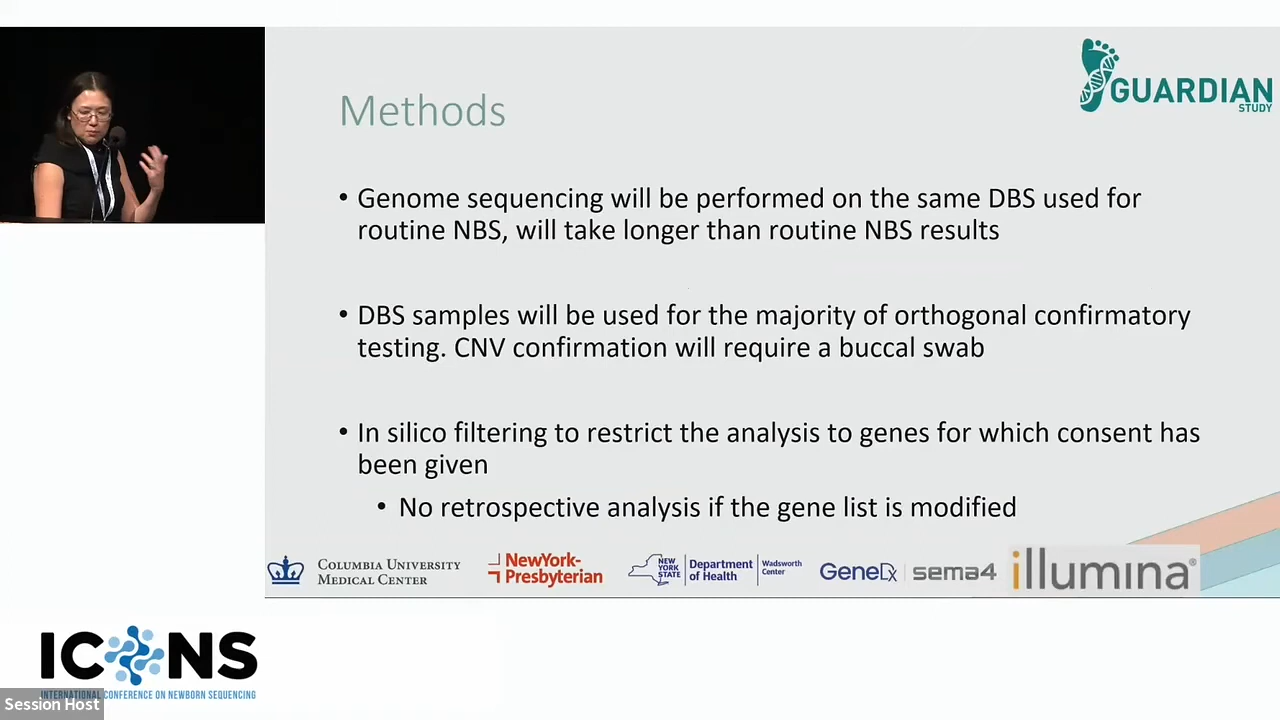 GUARDIAN
STUDY
Methods
• Genome sequencing will be performed on the same DBS used for
routine NBS, will take longer than routine NBS results
• DBS samples will be used for the majority of orthogonal confirmatory
testing. CNV confirmation will require a buccal swab
• In silico filtering to restrict the analysis to genes for which consent has
been given
• No retrospective analysis if the gene list is modified
COLUMBIA UNIVERSITY
MEDICAL CENTER
NewYork-
Presbyterian
NEW
YORK
STATE
Department
of Health
Wadsworth
Center
GeneDx
sema4
illumina®
ICONS
INTERNATIONAL CONFERENCE ON NEWBORN SEQUENCING
Session Host